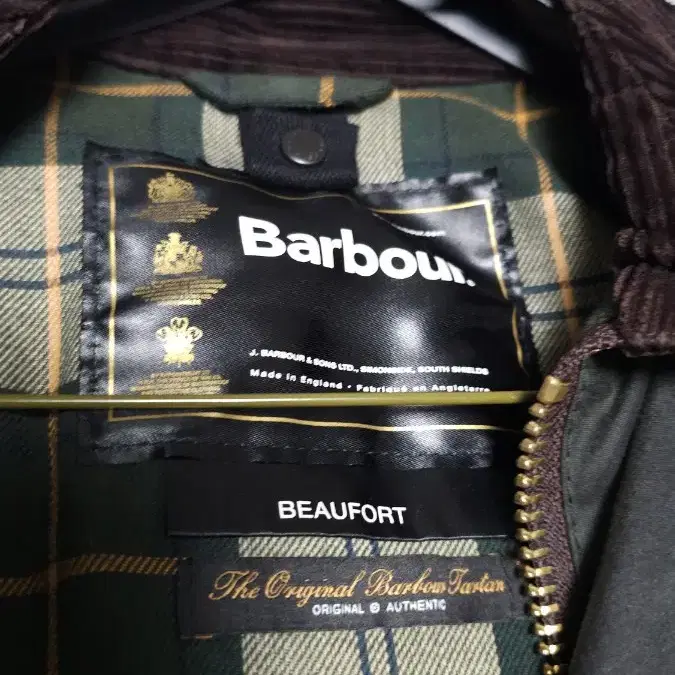 Barbour.
J. BARBOUR & SONS LTD., SIMONSIDE, SOUTH SHIELDS
Made in England · Fabriqué en Angleterre
BEAUFORT
The Original Barbour Tartan
ORIGINAL & AUTHENTIC